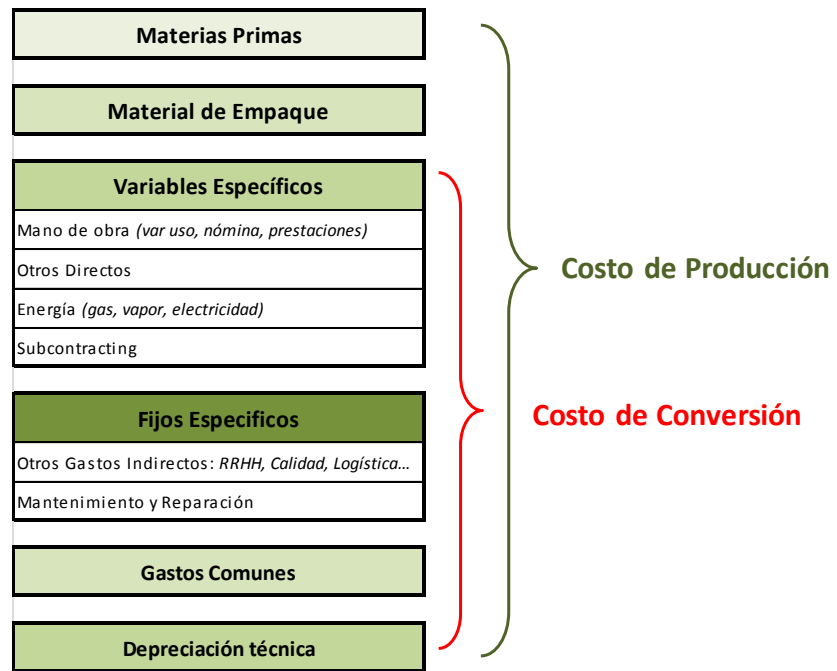 Materias Primas
Material de Empaque
Variables Específicos
Mano de obra (var uso, nómina, prestaciones)
Otros Directos
Energía (gas, vapor, electricidad)
Subcontracting
Costo de Producción
Fijos Especificos
Costo de Conversión
Otros Gastos Indirectos: RRHH, Calidad, Logística...
Mantenimiento y Reparación
Gastos Comunes
Depreciación técnica